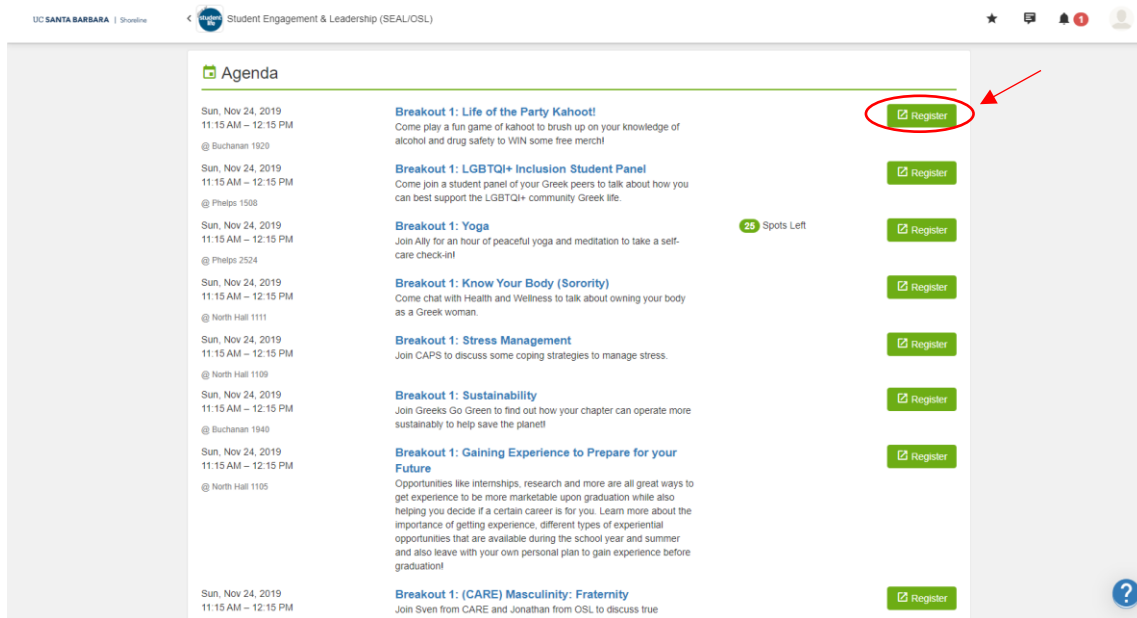 UC SANTA BARBARA | Shoreline
student life
Student Engagement & Leadership (SEAL/OSL)
1
Agenda
Sun, Nov 24, 2019
11:15 AM – 12:15 PM
@ Buchanan 1920
Breakout 1: Life of the Party Kahoot!
Come play a fun game of kahoot to brush up on your knowledge of
alcohol and drug safety to WIN some free merch!
Register
Sun, Nov 24, 2019
11:15 AM – 12:15 PM
@ Phelps 1508
Breakout 1: LGBTQI+ Inclusion Student Panel
Come join a student panel of your Greek peers to talk about how you
can best support the LGBTQI+ community Greek life.
Register
Sun, Nov 24, 2019
11:15 AM – 12:15 PM
@ Phelps 2524
Breakout 1: Yoga
Join Ally for an hour of peaceful yoga and meditation to take a self-
care check-in!
25 Spots Left
Register
Sun, Nov 24, 2019
11:15 AM – 12:15 PM
@ North Hall 1111
Breakout 1: Know Your Body (Sorority)
Come chat with Health and Wellness to talk about owning your body
as a Greek woman.
Register
Sun, Nov 24, 2019
11:15 AM – 12:15 PM
@ North Hall 1109
Breakout 1: Stress Management
Join CAPS to discuss some coping strategies to manage stress.
Register
Sun, Nov 24, 2019
11:15 AM – 12:15 PM
@ Buchanan 1940
Breakout 1: Sustainability
Join Greeks Go Green to find out how your chapter can operate more
sustainably to help save the planet!
Register
Sun, Nov 24, 2019
11:15 AM – 12:15 PM
@ North Hall 1105
Breakout 1: Gaining Experience to Prepare for your
Future
Opportunities like internships, research and more are all great ways to
get experience to be more marketable upon graduation while also
helping you decide if a certain career is for you. Learn more about the
importance of getting experience, different types of experiential
opportunities that are available during the school year and summer
and also leave with your own personal plan to gain experience before
graduation!
Register
Sun, Nov 24, 2019
11:15 AM – 12:15 PM
Breakout 1: (CARE) Masculinity: Fraternity
Join Sven from CARE and Jonathan from OSL to discuss true
Register
?